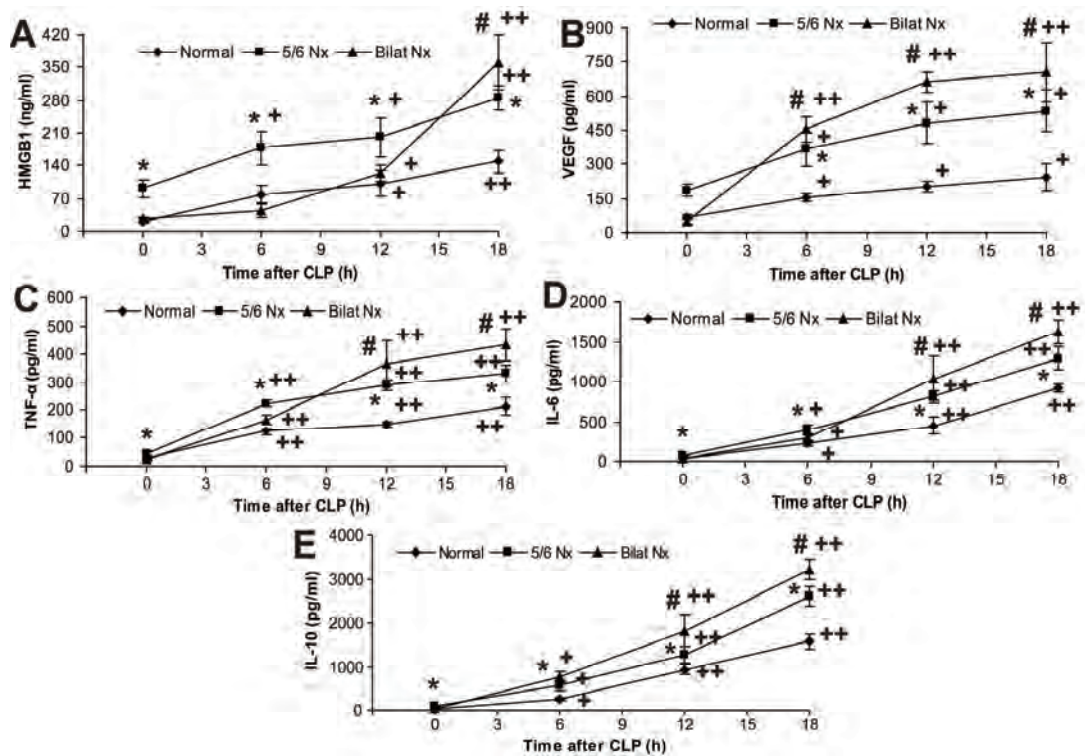 A
Normal 5/6 Nx Bilat Nx
HMGB1 (ng/ml)
420
350
280
210
140
70
0
* * + * + + + # ++ ++ * ++
0 3 6 9 12 15 18
Time after CLP (h)
B
Normal 5/6 Nx Bilat Nx
VEGF (pg/ml)
900
750
600
450
300
150
0
# ++ + * + # ++ * + + # ++ * + +
0 3 6 9 12 15 18
Time after CLP (h)
C
Normal 5/6 Nx Bilat Nx
TNF-α (pg/ml)
600
500
400
300
200
100
0
* * ++ ++ ++ # ++ ++ * ++ # ++ ++ * ++
0 3 6 9 12 15 18
Time after CLP (h)
D
Normal 5/6 Nx Bilat Nx
IL-6 (pg/ml)
2000
1500
1000
500
0
* * + + + # ++ ++ * ++ # ++ ++ * ++
0 3 6 9 12 15 18
Time after CLP (h)
E
Normal 5/6 Nx Bilat Nx
IL-10 (pg/ml)
4000
3000
2000
1000
0
* * + + + # ++ * ++ ++ # ++ * ++ ++
0 3 6 9 12 15 18
Time after CLP (h)